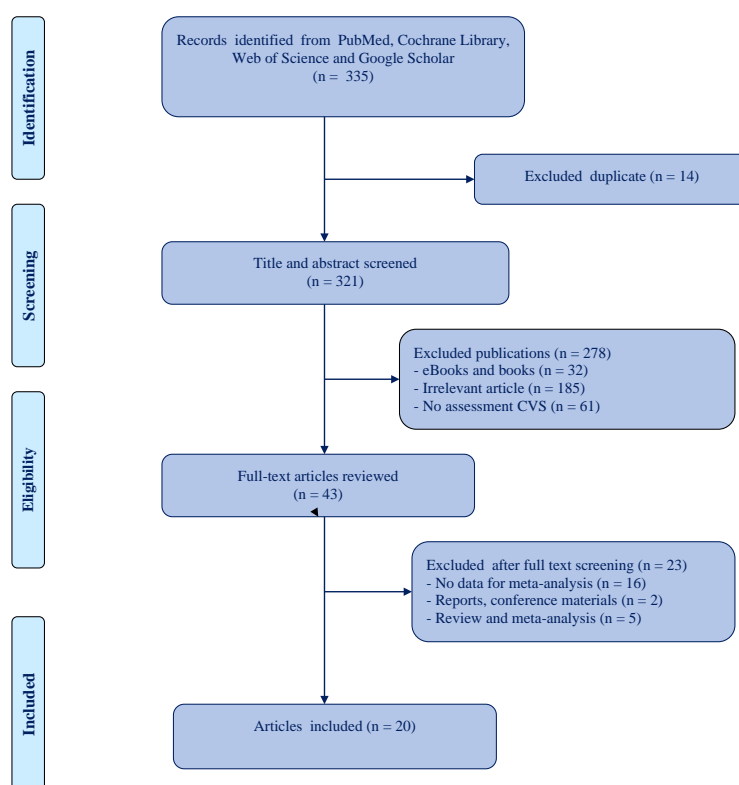 Identification
Records identified from PubMed, Cochrane Library,
Web of Science and Google Scholar
(n = 335)
Excluded duplicate (n = 14)
Screening
Title and abstract screened
(n = 321)
Excluded publications (n = 278)
- eBooks and books (n = 32)
- Irrelevant article (n = 185)
- No assessment CVS (n = 61)
Eligibility
Full-text articles reviewed
(n = 43)
Excluded after full text screening (n = 23)
- No data for meta-analysis (n = 16)
- Reports, conference materials (n = 2)
- Review and meta-analysis (n = 5)
Included
Articles included (n = 20)